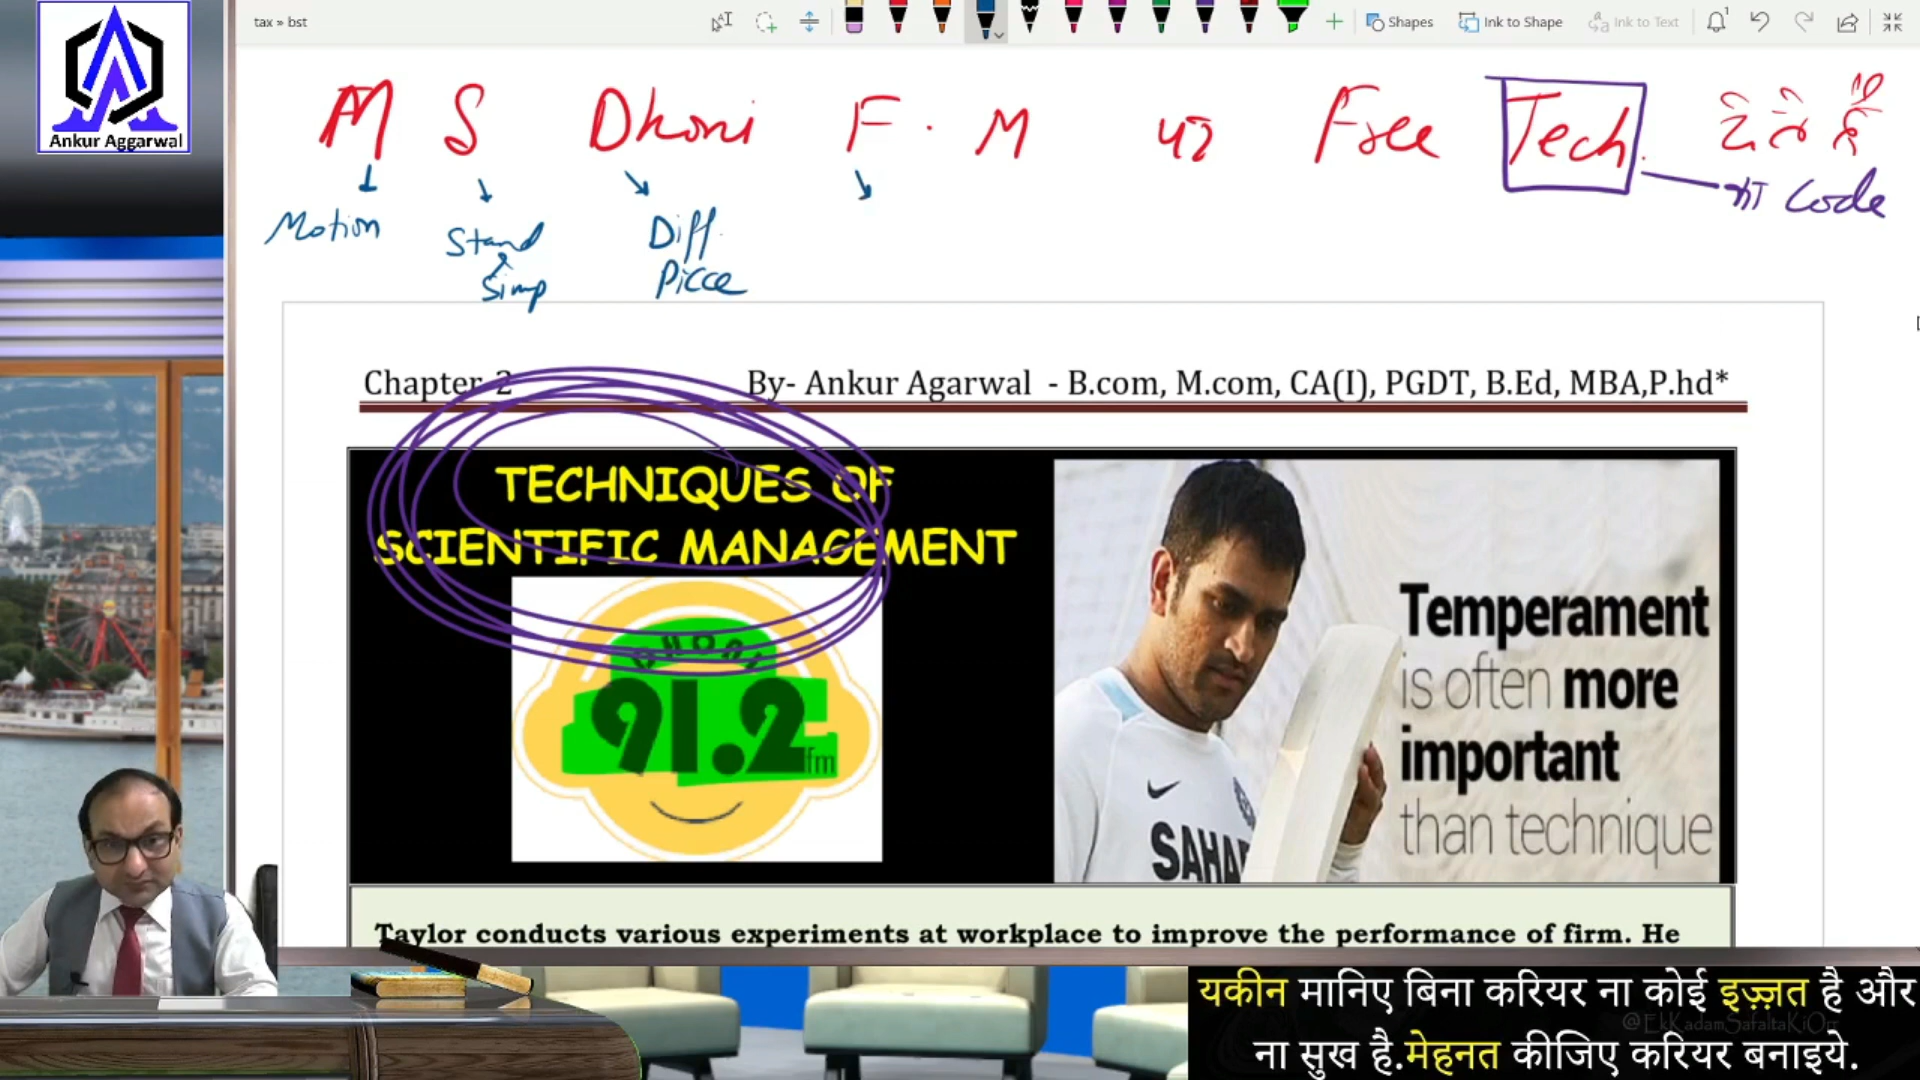 tax » bst
Shapes
Ink to Shape
Ink to Text
Ankur Aggarwal
M S Dhoni F. M पर Free Tech.
Code
Motion
Stand
Simp
Diff.
Piece
Chapter 2 By- Ankur Agarwal - B.com, M.com, CA(I), PGDT, B.Ed, MBA,P.hd*
TECHNIQUES OF
SCIENTIFIC MANAGEMENT
Dhoni
91.2 fm
Temperament
is often more
important
than technique
SAHA
Taylor conducts various experiments at workplace to improve the performance of firm. He
यकीन मानिए बिना करियर ना कोई इज़्ज़त है और
@EkKadamSafaltaKiOrr
ना सुख है.मेहनत कीजिए करियर बनाइये.